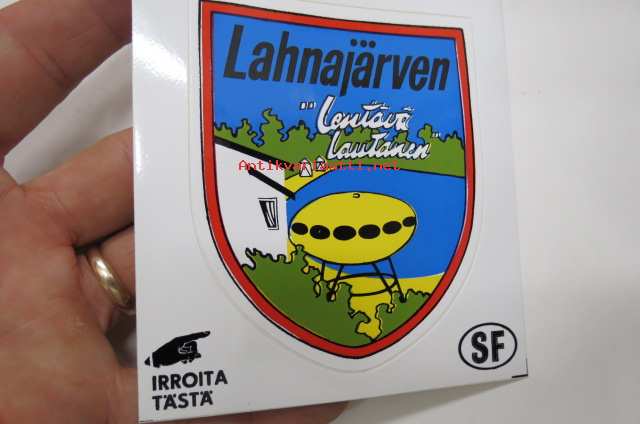 Lahnajärven
"Lentävä
lautanen"
Antikvariaatti.net
IRROITA
TÄSTÄ
SF